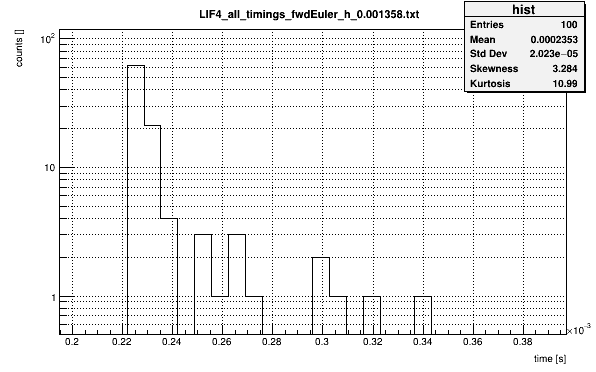 LIF4_all_timings_fwdEuler_h_0.001358.txt
hist
Entries 100
Mean 0.0002353
Std Dev 2.023e−05
Skewness 3.284
Kurtosis 10.99
counts []
10²
10
1
0.2 0.22 0.24 0.26 0.28 0.3 0.32 0.34 0.36 0.38
×10⁻³
time [s]